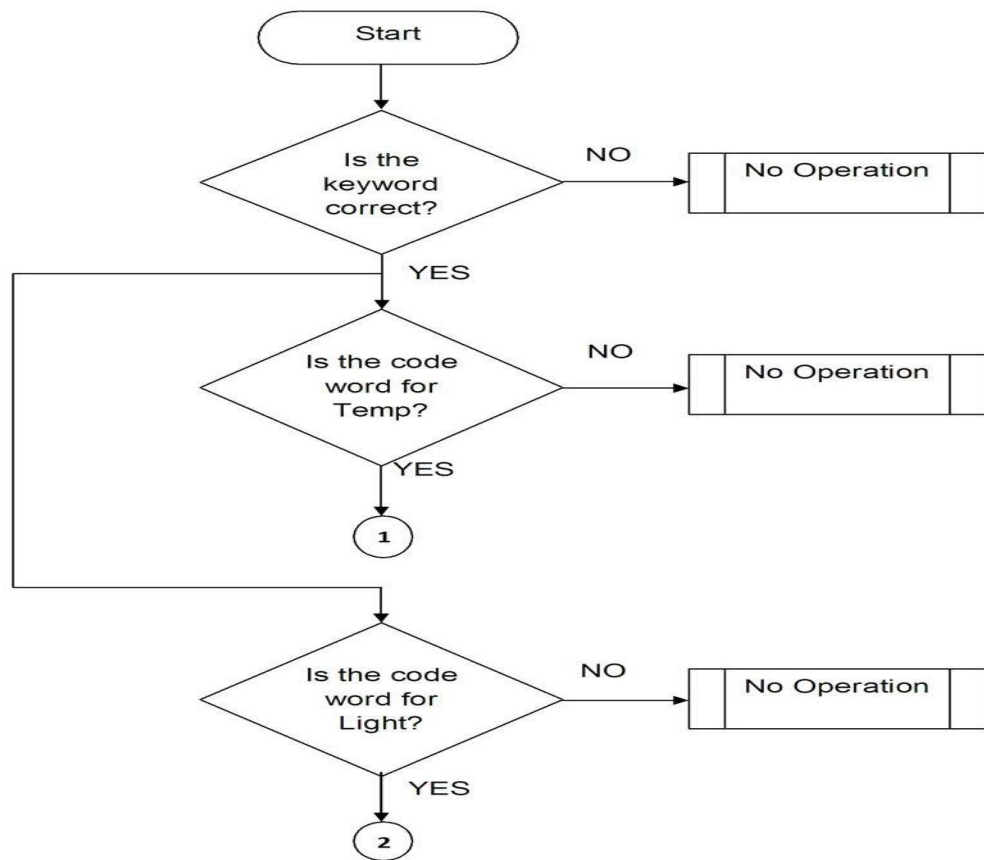 Start
Is the
keyword
correct?
NO
No Operation
YES
Is the code
word for
Temp?
NO
No Operation
YES
1
Is the code
word for
Light?
NO
No Operation
YES
2